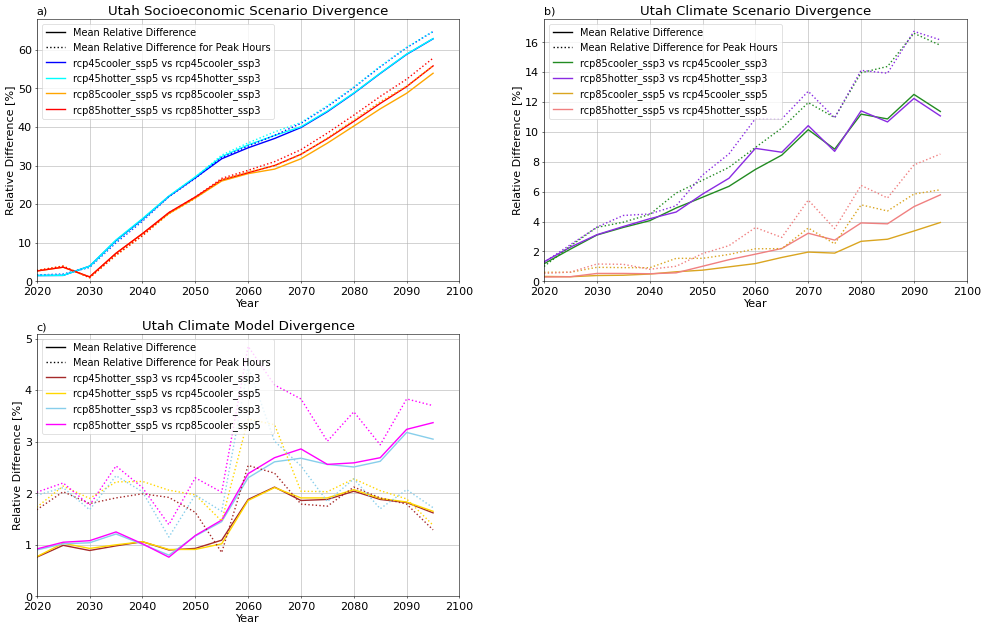 a)
Utah Socioeconomic Scenario Divergence
Relative Difference [%]
60
50
40
30
20
10
0
Mean Relative Difference
Mean Relative Difference for Peak Hours
rcp45cooler_ssp5 vs rcp45cooler_ssp3
rcp45hotter_ssp5 vs rcp45hotter_ssp3
rcp85cooler_ssp5 vs rcp85cooler_ssp3
rcp85hotter_ssp5 vs rcp85hotter_ssp3
2020 2030 2040 2050 2060 2070 2080 2090 2100
Year
b)
Utah Climate Scenario Divergence
Relative Difference [%]
16
14
12
10
8
6
4
2
0
Mean Relative Difference
Mean Relative Difference for Peak Hours
rcp85cooler_ssp3 vs rcp45cooler_ssp3
rcp85hotter_ssp3 vs rcp45hotter_ssp3
rcp85cooler_ssp5 vs rcp45cooler_ssp5
rcp85hotter_ssp5 vs rcp45hotter_ssp5
2020 2030 2040 2050 2060 2070 2080 2090 2100
Year
c)
Utah Climate Model Divergence
Relative Difference [%]
5
4
3
2
1
0
Mean Relative Difference
Mean Relative Difference for Peak Hours
rcp45hotter_ssp3 vs rcp45cooler_ssp3
rcp45hotter_ssp5 vs rcp45cooler_ssp5
rcp85hotter_ssp3 vs rcp85cooler_ssp3
rcp85hotter_ssp5 vs rcp85cooler_ssp5
2020 2030 2040 2050 2060 2070 2080 2090 2100
Year